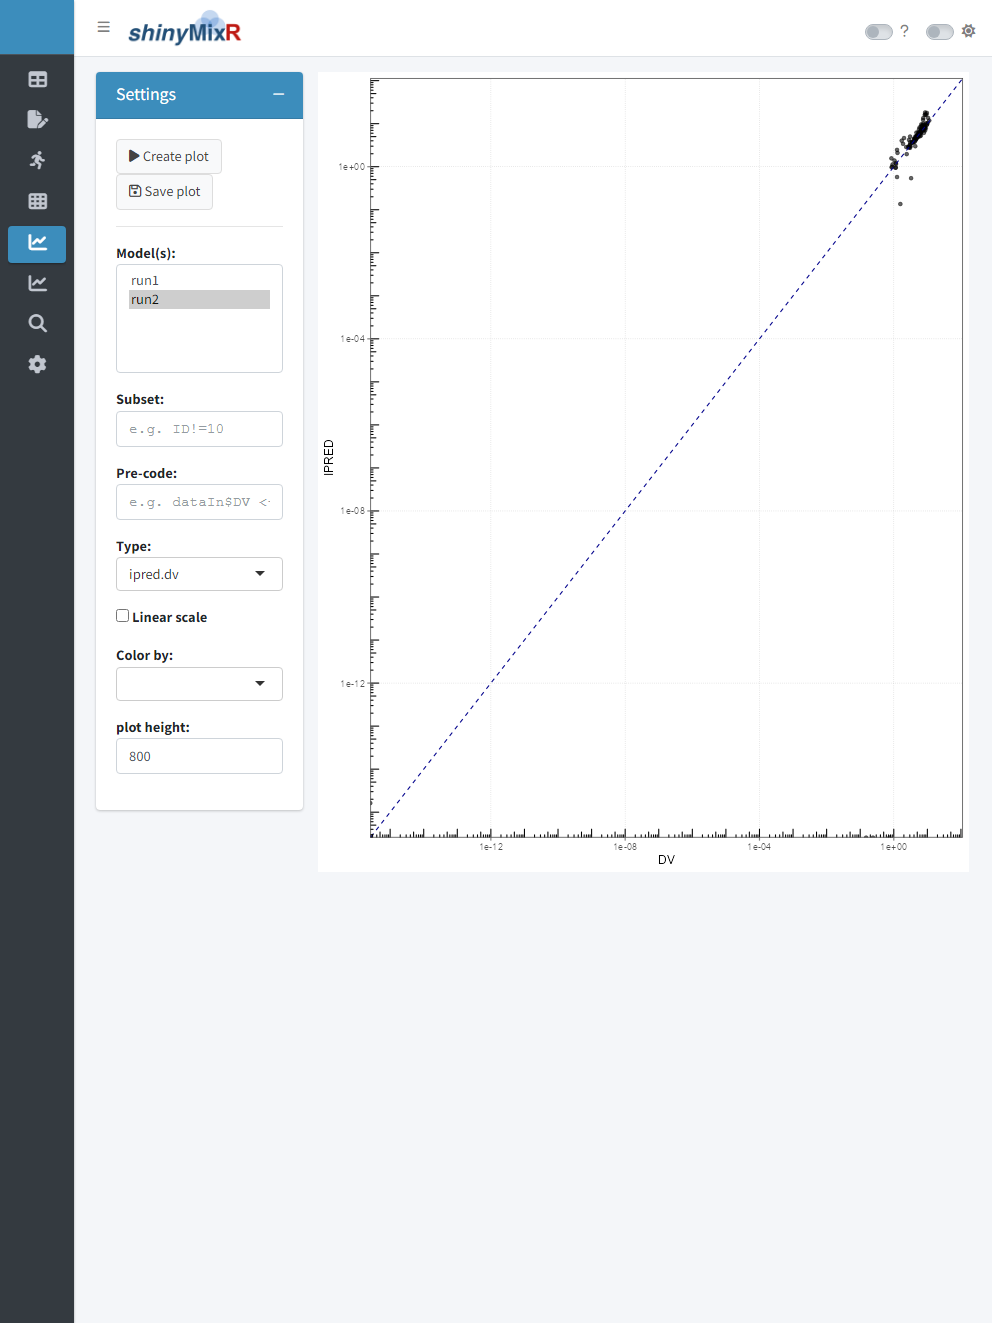 shinyMixR
?
Settings
Create plot
Save plot
Model(s):
run1
run2
Subset:
e.g. ID!=10
Pre-code:
e.g. dataIn$DV <-
Type:
ipred.dv
Linear scale
Color by:
plot height:
800
IPRED
1e+00
1e-04
1e-08
1e-12
1e-12
1e-08
1e-04
1e+00
DV